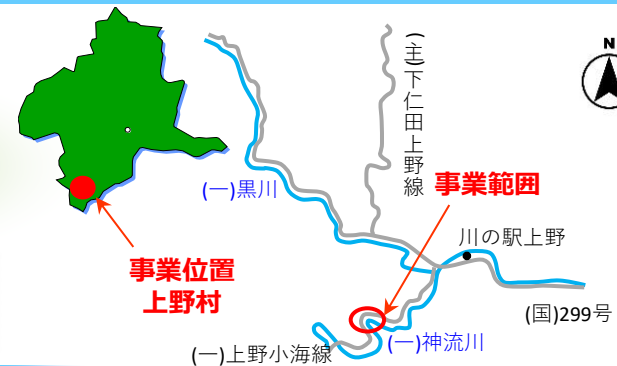 (主)下仁田上野線
N
(一)黒川
事業範囲
川の駅上野
事業位置
上野村
(国)299号
(一)神流川
(一)上野小海線